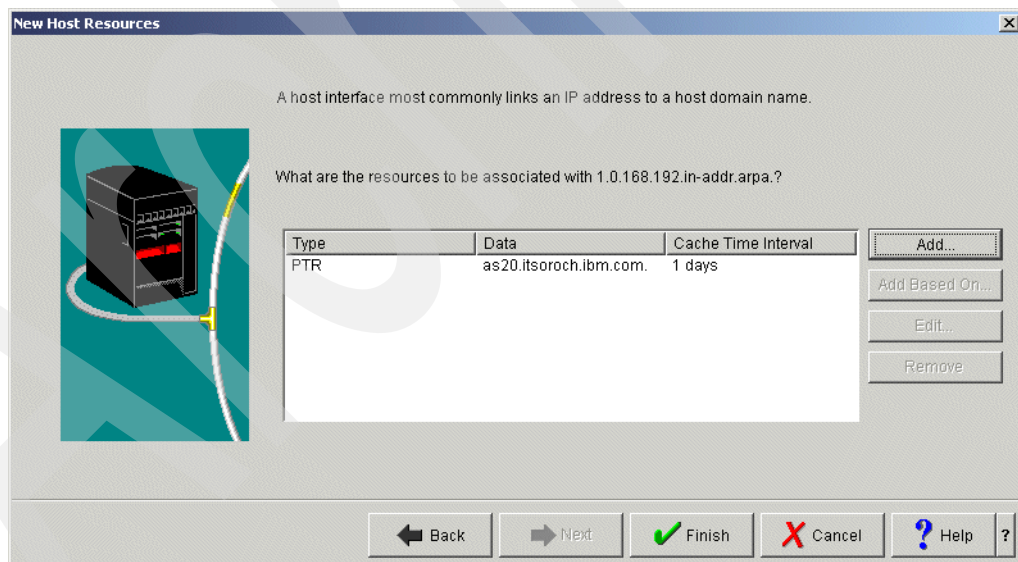 New Host Resources
A host interface most commonly links an IP address to a host domain name.
What are the resources to be associated with 1.0.168.192.in-addr.arpa.?
Type Data Cache Time Interval
PTR as20.itsoroch.ibm.com. 1 days
Add...
Add Based On...
Edit...
Remove
Back Next Finish Cancel Help ?